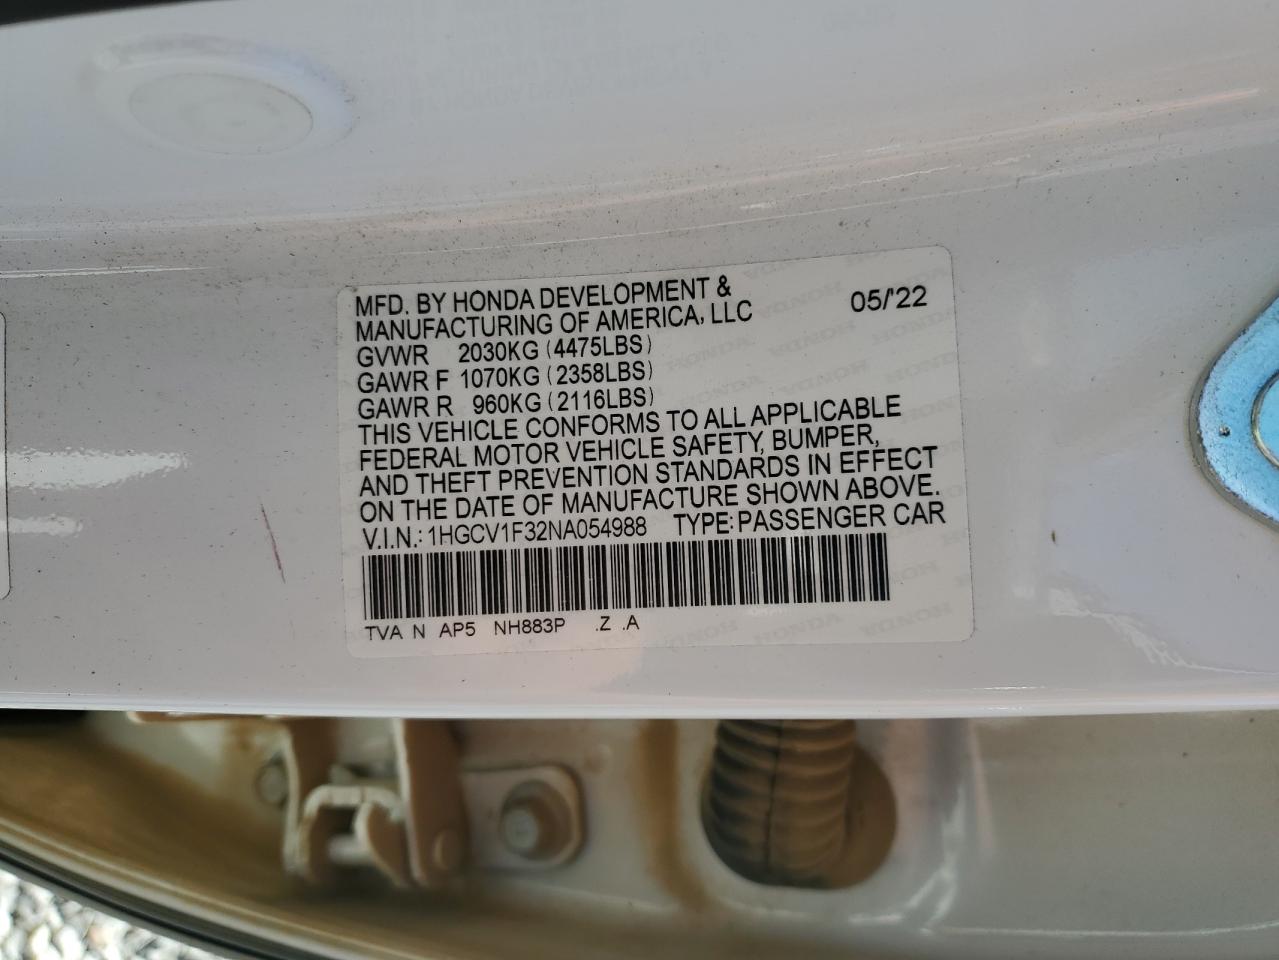 MFD. BY HONDA DEVELOPMENT &
MANUFACTURING OF AMERICA, LLC 05/'22
GVWR 2030KG (4475LBS)
GAWR F 1070KG (2358LBS)
GAWR R 960KG (2116LBS)
THIS VEHICLE CONFORMS TO ALL APPLICABLE
FEDERAL MOTOR VEHICLE SAFETY, BUMPER,
AND THEFT PREVENTION STANDARDS IN EFFECT
ON THE DATE OF MANUFACTURE SHOWN ABOVE.
V.I.N.: 1HGCV1F32NA054988 TYPE: PASSENGER CAR
TVA N AP5 NH883P .Z .A